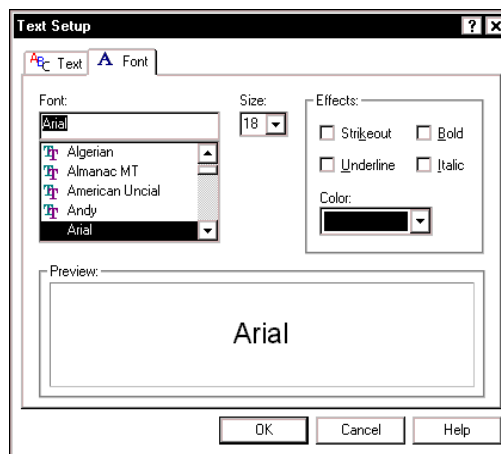 Text Setup
ABC Text
A Font
Font:
Size:
Effects:
Arial
18
Strikeout
Bold
Algerian
Almanac MT
Underline
Italic
American Uncial
Andy
Color:
Arial
Preview:
Arial
OK
Cancel
Help